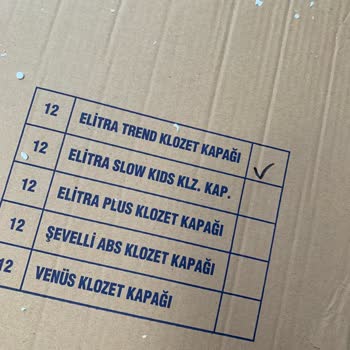 12 ELİTRA TREND KLOZET KAPAĞI ✓
12 ELİTRA SLOW KIDS KLZ. KAP.
12 ELİTRA PLUS KLOZET KAPAĞI
12 ŞEVELLİ ABS KLOZET KAPAĞI
12 VENÜS KLOZET KAPAĞI